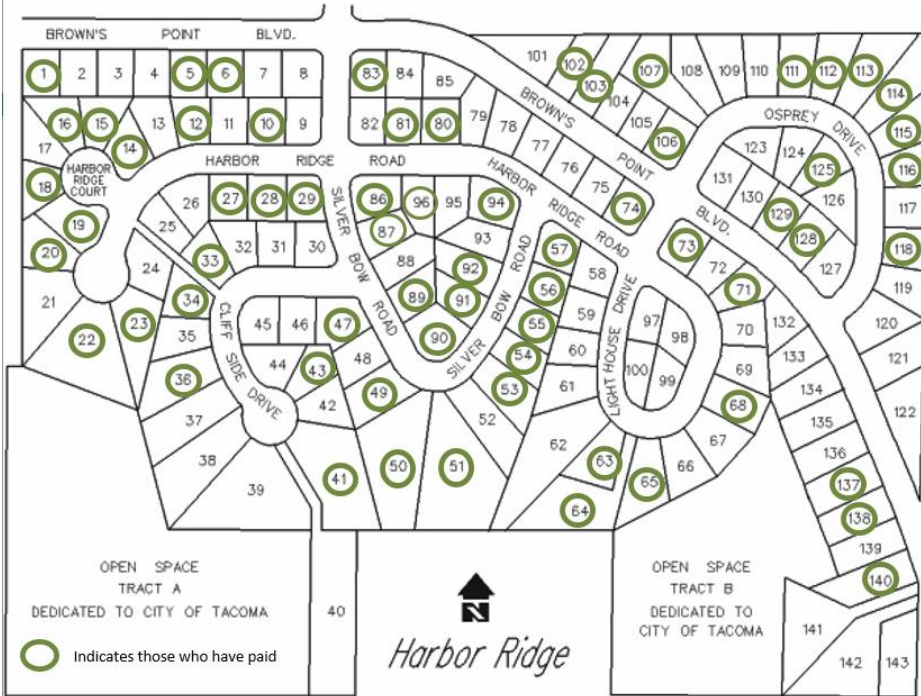 BROWN'S POINT BLVD.
1 2 3 4 5 6 7 8
83 84 85
101 102 103 104 105 106 107 108 109 110 111 112 113 114 115 116 117 118 119 120 121 122
17 16 15 14 13 12 11 10 9
82 81 80 79 78 77 76 75 74
BROWN'S POINT BLVD.
OSPREY DRIVE
123 124 125 126 127 128 129 130 131
HARBOR RIDGE COURT
HARBOR RIDGE ROAD
HARBOR RIDGE ROAD
18 19 20 21 22 23 24 25 26 27 28 29
30 31 32 33 34 35 36 37 38 39
SILVER BOW ROAD
86 96 95 94
87 88 93 92 89 91 90
SILVER BOW ROAD
57 58 56 59 55 60 54 53 61 52 62
LIGHT HOUSE DRIVE
97 98 99 100
73 72 71 70 69 68 67 66 65 64 63
CLIFF SIDE DRIVE
45 46 47 48 44 43 42 49
41 50 51
132 133 134 135 136 137 138 139 140
141 142 143
40
OPEN SPACE
TRACT A
DEDICATED TO CITY OF TACOMA
OPEN SPACE
TRACT B
DEDICATED TO
CITY OF TACOMA
N
Harbor Ridge
Indicates those who have paid